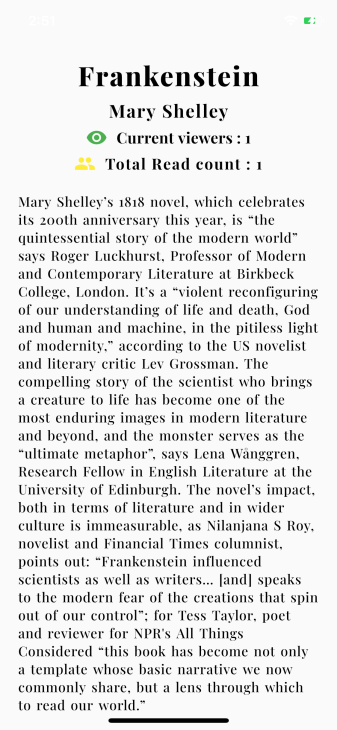 Frankenstein
Mary Shelley
Current viewers : 1
Total Read count : 1
Mary Shelley’s 1818 novel, which celebrates
its 200th anniversary this year, is “the
quintessential story of the modern world”
says Roger Luckhurst, Professor of Modern
and Contemporary Literature at Birkbeck
College, London. It’s a “violent reconfiguring
of our understanding of life and death, God
and human and machine, in the pitiless light
of modernity,” according to the US novelist
and literary critic Lev Grossman. The
compelling story of the scientist who brings
a creature to life has become one of the
most enduring images in modern literature
and beyond, and the monster serves as the
“ultimate metaphor”, says Lena Wånggren,
Research Fellow in English Literature at the
University of Edinburgh. The novel’s impact,
both in terms of literature and in wider
culture is immeasurable, as Nilanjana S Roy,
novelist and Financial Times columnist,
points out: “Frankenstein influenced
scientists as well as writers… [and] speaks
to the modern fear of the creations that spin
out of our control”; for Tess Taylor, poet
and reviewer for NPR's All Things
Considered “this book has become not only
a template whose basic narrative we now
commonly share, but a lens through which
to read our world.”